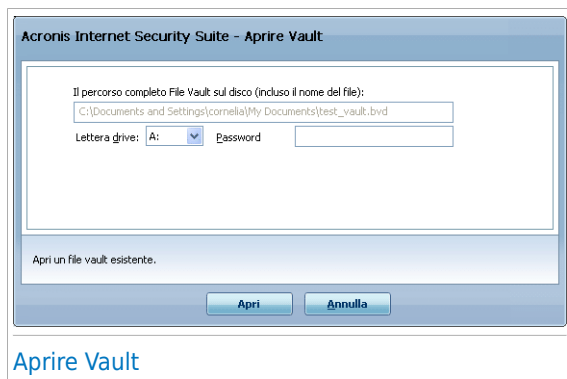 Acronis Internet Security Suite - Aprire Vault
Il percorso completo File Vault sul disco (incluso il nome del file):
C:\Documents and Settings\cornelia\My Documents\test_vault.bvd
Lettera drive: A: Password
Apri un file vault esistente.
Apri Annulla
Aprire Vault